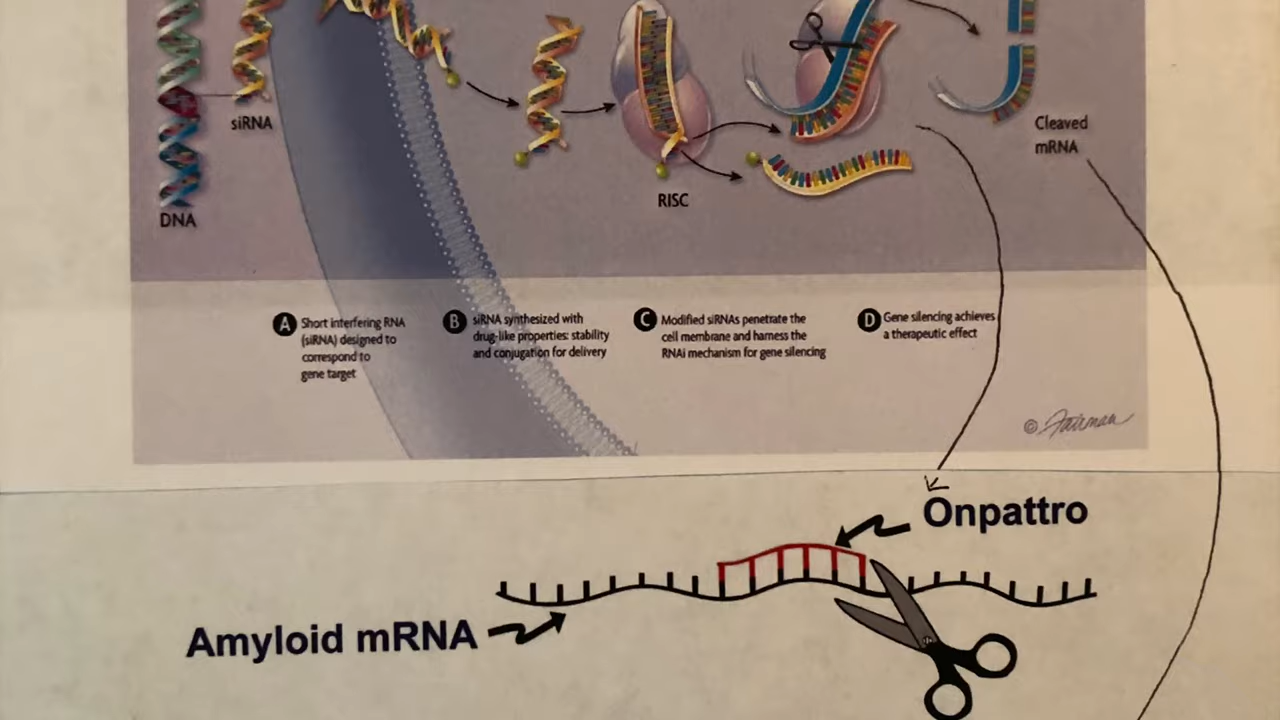 siRNA
DNA
RISC
Cleaved
mRNA
A Short interfering RNA
(siRNA) designed to
correspond to
gene target
B siRNA synthesized with
drug-like properties: stability
and conjugation for delivery
C Modified siRNAs penetrate the
cell membrane and harness the
RNAi mechanism for gene silencing
D Gene silencing achieves
a therapeutic effect
© Fairman
Onpattro
Amyloid mRNA